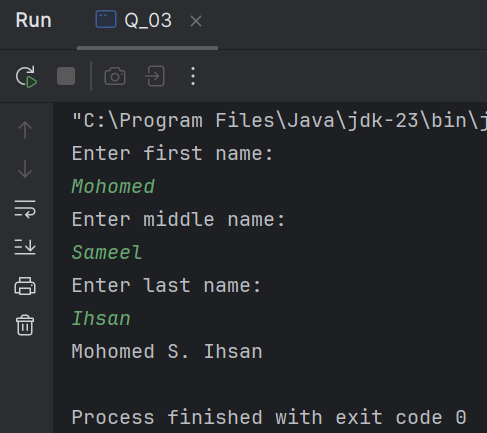 Run Q_03
"C:\Program Files\Java\jdk-23\bin\j
Enter first name:
Mohomed
Enter middle name:
Sameel
Enter last name:
Ihsan
Mohomed S. Ihsan
Process finished with exit code 0